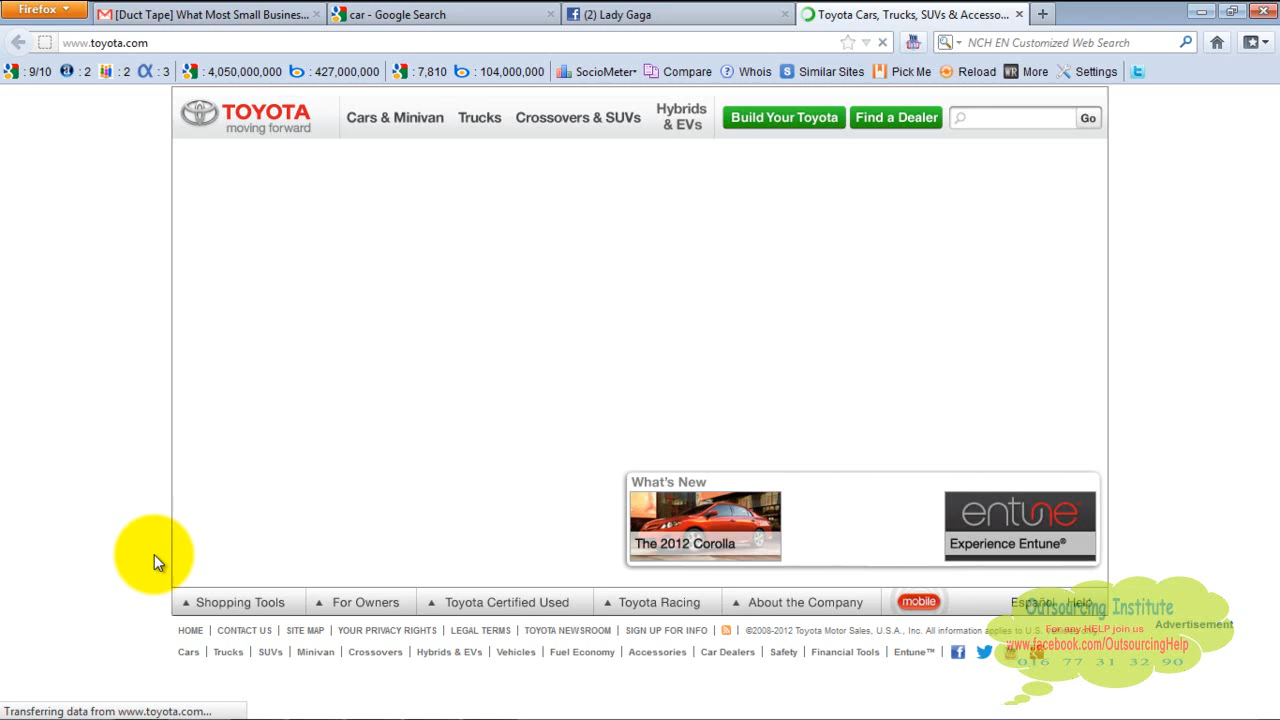 Firefox
[Duct Tape] What Most Small Busines...
car - Google Search
(2) Lady Gaga
Toyota Cars, Trucks, SUVs & Accesso...
www.toyota.com
NCH EN Customized Web Search
: 9/10
: 2
: 2
: 3
: 4,050,000,000
: 427,000,000
: 7,810
: 104,000,000
SocioMeter
Compare
Whois
Similar Sites
Pick Me
Reload
WR More
Settings
TOYOTA
moving forward
Cars & Minivan
Trucks
Crossovers & SUVs
Hybrids
& EVs
Build Your Toyota
Find a Dealer
Go
What's New
The 2012 Corolla
entune
Experience Entune®
Shopping Tools
For Owners
Toyota Certified Used
Toyota Racing
About the Company
mobile
Español
Help
Outsourcing Institute
For any HELP join us
www.facebook.com/OutsourcingHelp
016 77 31 32 90
Advertisement
HOME
CONTACT US
SITE MAP
YOUR PRIVACY RIGHTS
LEGAL TERMS
TOYOTA NEWSROOM
SIGN UP FOR INFO
©2008-2012 Toyota Motor Sales, U.S.A., Inc. All information applies to U.S.
Cars
Trucks
SUVs
Minivan
Crossovers
Hybrids & EVs
Vehicles
Fuel Economy
Accessories
Car Dealers
Safety
Financial Tools
Entune™
Transferring data from www.toyota.com...